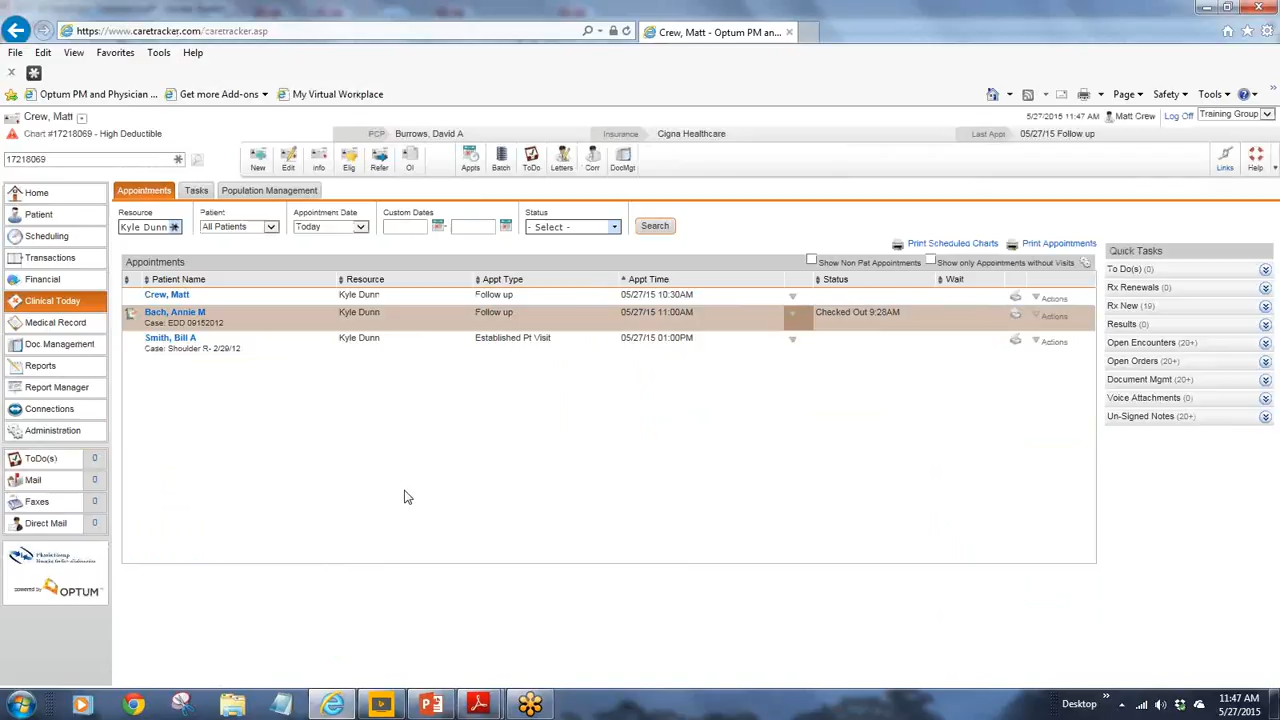 https://www.caretracker.com/caretracker.asp
Crew, Matt - Optum PM an...
File Edit View Favorites Tools Help
Optum PM and Physician ... Get more Add-ons My Virtual Workplace
Page Safety Tools
Crew, Matt
5/27/2015 11:47 AM Matt Crew Log Off Training Group
Chart #17218069 - High Deductible
PCP Burrows, David A Insurance Cigna Healthcare Last Appt 05/27/15 Follow up
17218069
New Edit Info Elig Refer OI Appts Batch ToDo Letters Corr DocMgt Links Help
Home
Patient
Scheduling
Transactions
Financial
Clinical Today
Medical Record
Doc Management
Reports
Report Manager
Connections
Administration
ToDo(s) 0
Mail 0
Faxes 0
Direct Mail 0
powered by OPTUM
Appointments Tasks Population Management
Resource Patient Appointment Date Custom Dates Status
Kyle Dunn All Patients Today - Select - Search
Print Scheduled Charts Print Appointments
Appointments Show Non Pat Appointments Show only Appointments without Visits
Patient Name Resource Appt Type Appt Time Status Wait
Crew, Matt Kyle Dunn Follow up 05/27/15 10:30AM Actions
Bach, Annie M Kyle Dunn Follow up 05/27/15 11:00AM Checked Out 9:28AM Actions
Case: EDD 09152012
Smith, Bill A Kyle Dunn Established Pt Visit 05/27/15 01:00PM Actions
Case: Shoulder R- 2/29/12
Quick Tasks
To Do(s) (0)
Rx Renewals (0)
Rx New (19)
Results (0)
Open Encounters (20+)
Open Orders (20+)
Document Mgmt (20+)
Voice Attachments (0)
Un-Signed Notes (20+)
Desktop
11:47 AM
5/27/2015